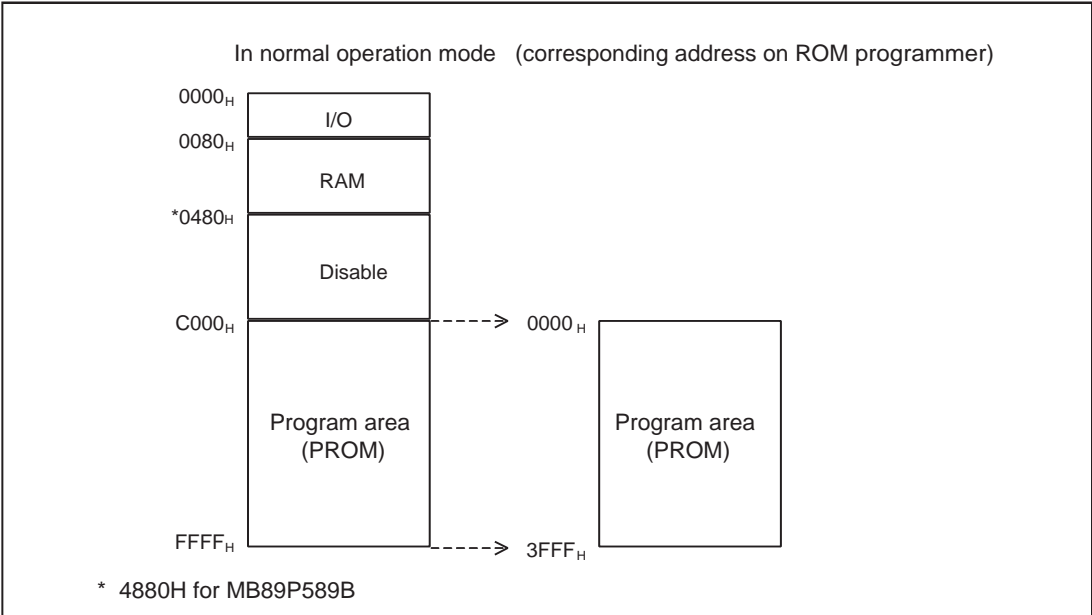 In normal operation mode (corresponding address on ROM programmer)
0000H
I/O
0080H
RAM
*0480H
Disable
C000H
0000H
Program area
(PROM)
Program area
(PROM)
FFFFH
3FFFH
* 4880H for MB89P589B